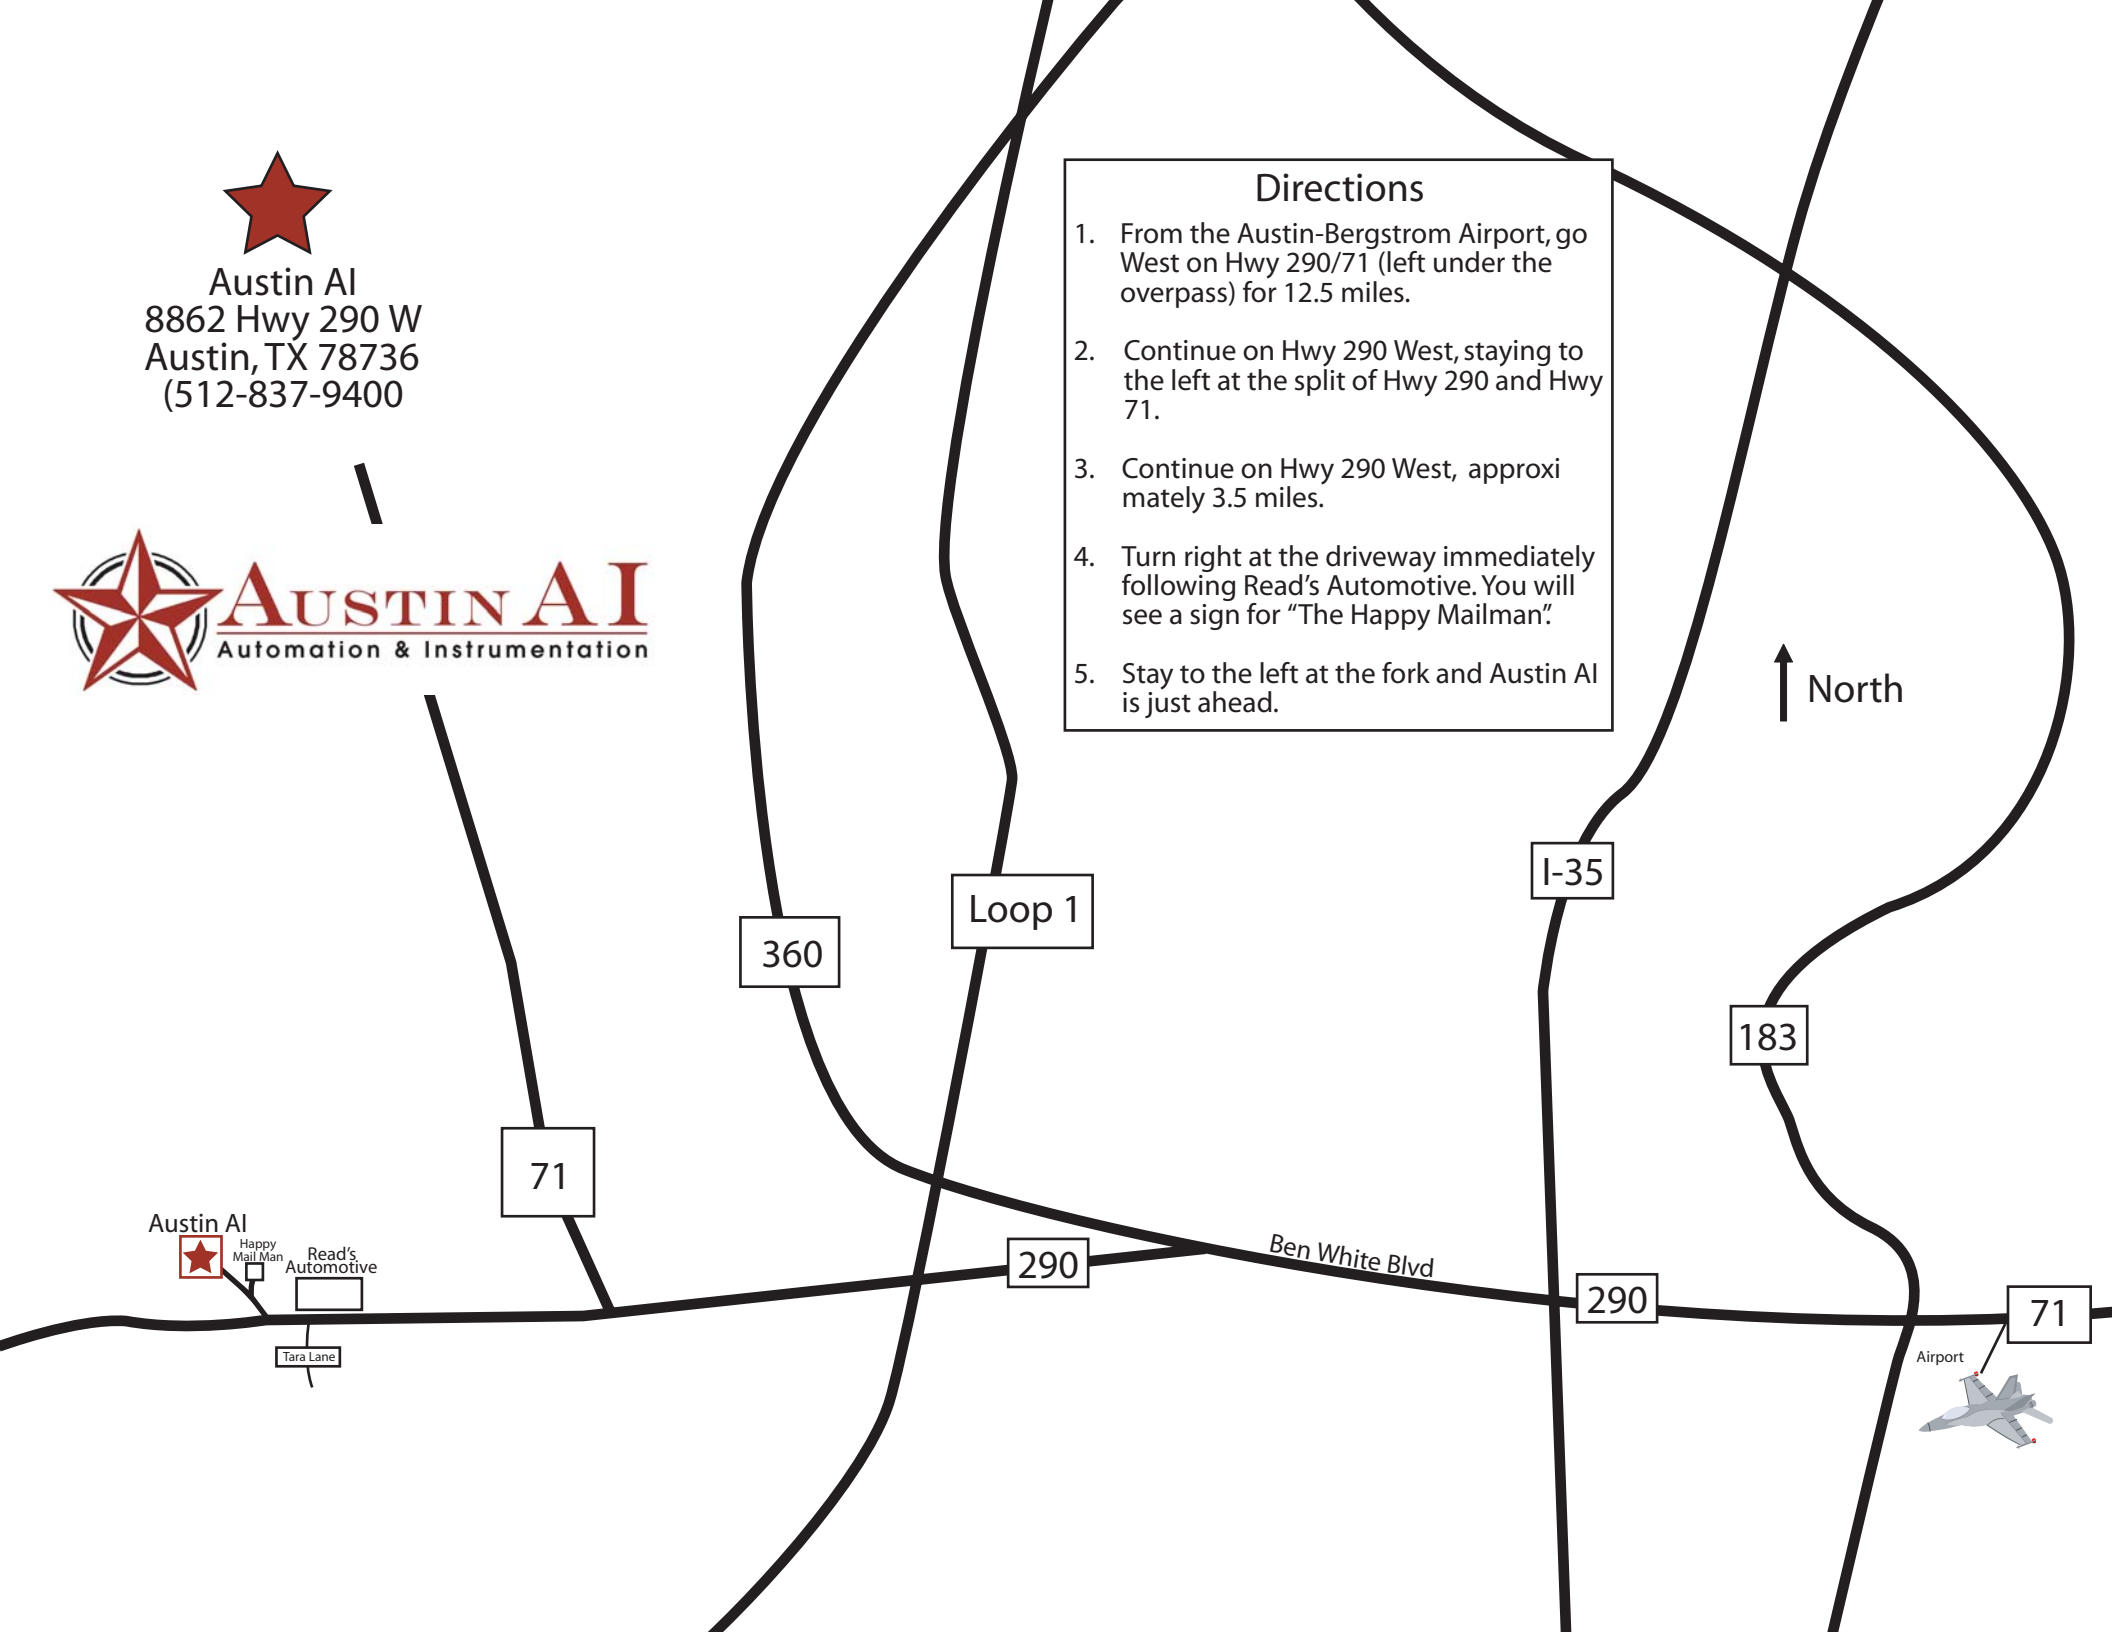 Austin AI
8862 Hwy 290 W
Austin, TX 78736
(512-837-9400
AUSTIN AI
Automation & Instrumentation
Directions
1. From the Austin-Bergstrom Airport, go
West on Hwy 290/71 (left under the
overpass) for 12.5 miles.
2. Continue on Hwy 290 West, staying to
the left at the split of Hwy 290 and Hwy
71.
3. Continue on Hwy 290 West, approxi
mately 3.5 miles.
4. Turn right at the driveway immediately
following Read's Automotive. You will
see a sign for “The Happy Mailman”.
5. Stay to the left at the fork and Austin AI
is just ahead.
North
I-35
Loop 1
360
183
71
Austin AI
Happy
Mail Man
Read's
Automotive
Tara Lane
290
Ben White Blvd
290
71
Airport